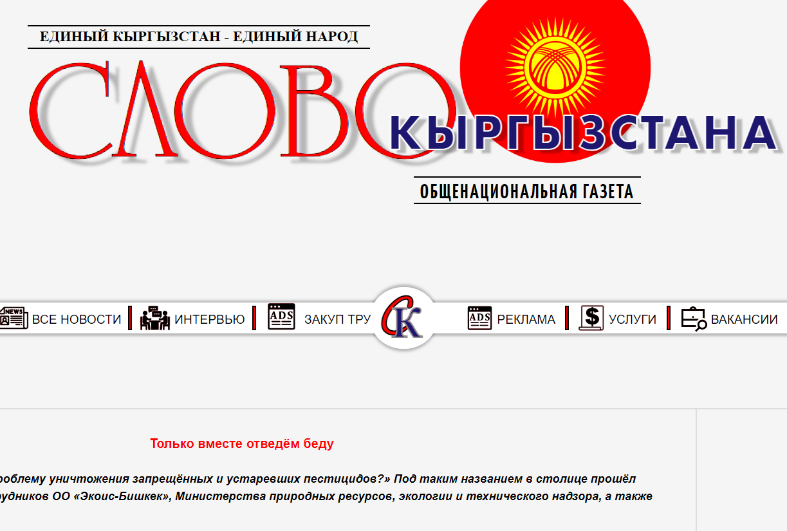 ЕДИНЫЙ КЫРГЫЗСТАН - ЕДИНЫЙ НАРОД
СЛОВО
КЫРГЫЗСТАНА
ОБЩЕНАЦИОНАЛЬНАЯ ГАЗЕТА
NEWS ВСЕ НОВОСТИ ИНТЕРВЬЮ ADS ЗАКУП ТРУ СК ADS РЕКЛАМА $ УСЛУГИ ВАКАНСИИ
Только вместе отведём беду
роблему уничтожения запрещённых и устаревших пестицидов?» Под таким названием в столице прошёл
рудников ОО «Экоис-Бишкек», Министерства природных ресурсов, экологии и технического надзора, а также